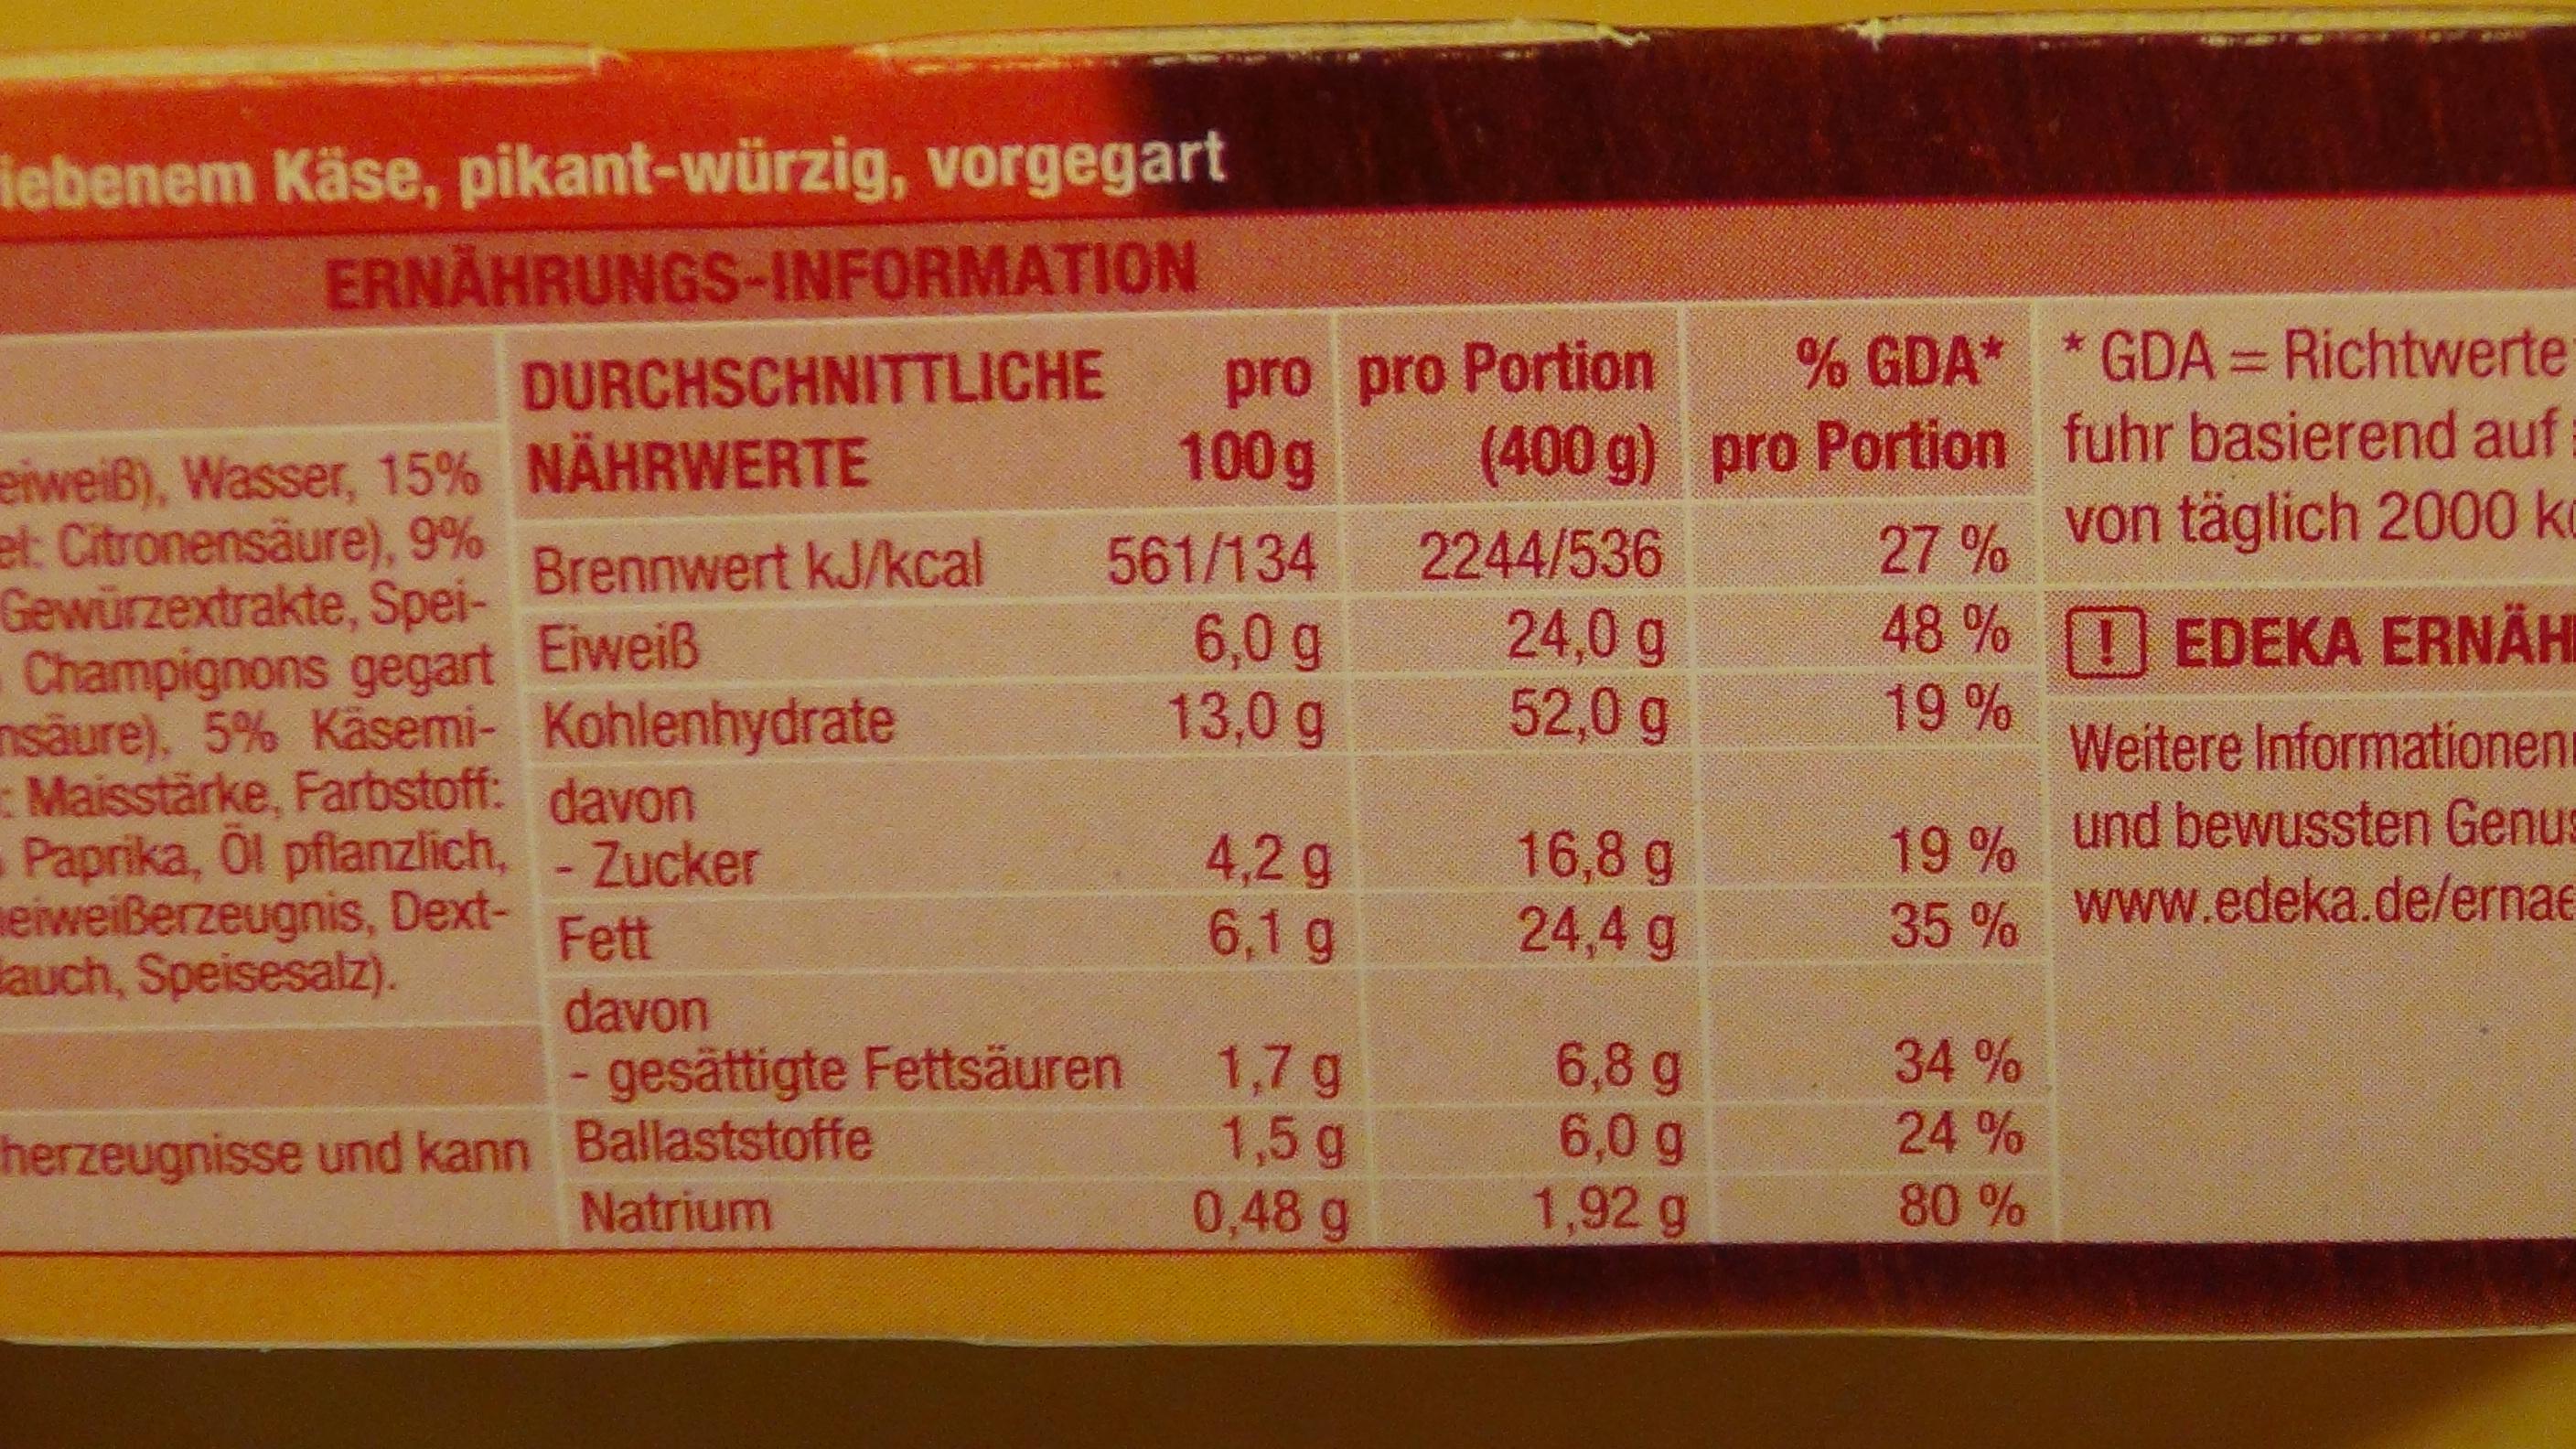 Käse, pikant-würzig, vorgegart
ERNÄHRUNGS-INFORMATION
eiweiß), Wasser, 15%
Citronensäure), 9%
Gewürzextrakte, Spei-
Champignons gegart
nsäure), 5% Käsemi-
: Maisstärke, Farbstoff:
Paprika, Öl pflanzlich,
eiweißerzeugnis, Dext-
lauch, Speisesalz).
herzeugnisse und kann
DURCHSCHNITTLICHE pro pro Portion % GDA*
NÄHRWERTE 100 g (400 g) pro Portion
Brennwert kJ/kcal 561/134 2244/536 27 %
Eiweiß 6,0 g 24,0 g 48 %
Kohlenhydrate 13,0 g 52,0 g 19 %
davon
- Zucker 4,2 g 16,8 g 19 %
Fett 6,1 g 24,4 g 35 %
davon
- gesättigte Fettsäuren 1,7 g 6,8 g 34 %
Ballaststoffe 1,5 g 6,0 g 24 %
Natrium 0,48 g 1,92 g 80 %
* GDA = Richtwerte
fuhr basierend auf
von täglich 2000 k
! EDEKA ERNÄH
Weitere Informationen
und bewussten Genus
www.edeka.de/ernae